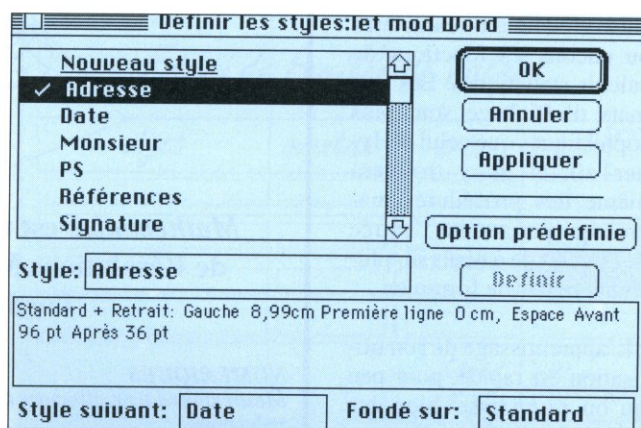 Définir les styles:let mod Word
Nouveau style
✓ Adresse
Date
Monsieur
PS
Références
Signature
OK
Annuler
Appliquer
Option prédéfinie
Définir
Style: Adresse
Standard + Retrait: Gauche 8,99cm Première ligne 0 cm, Espace Avant
96 pt Après 36 pt
Style suivant: Date
Fondé sur: Standard